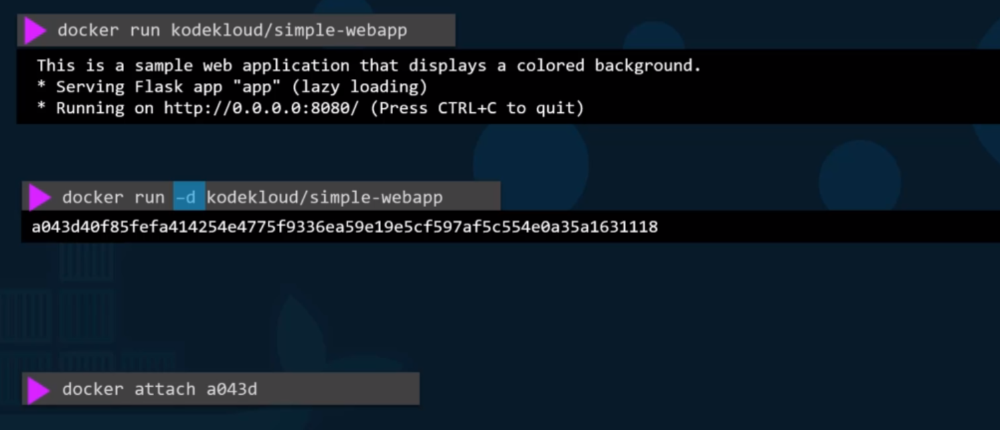 docker run kodekloud/simple-webapp
This is a sample web application that displays a colored background.
* Serving Flask app "app" (lazy loading)
* Running on http://0.0.0.0:8080/ (Press CTRL+C to quit)
docker run –d kodekloud/simple-webapp
a043d40f85fefa414254e4775f9336ea59e19e5cf597af5c554e0a35a1631118
docker attach a043d